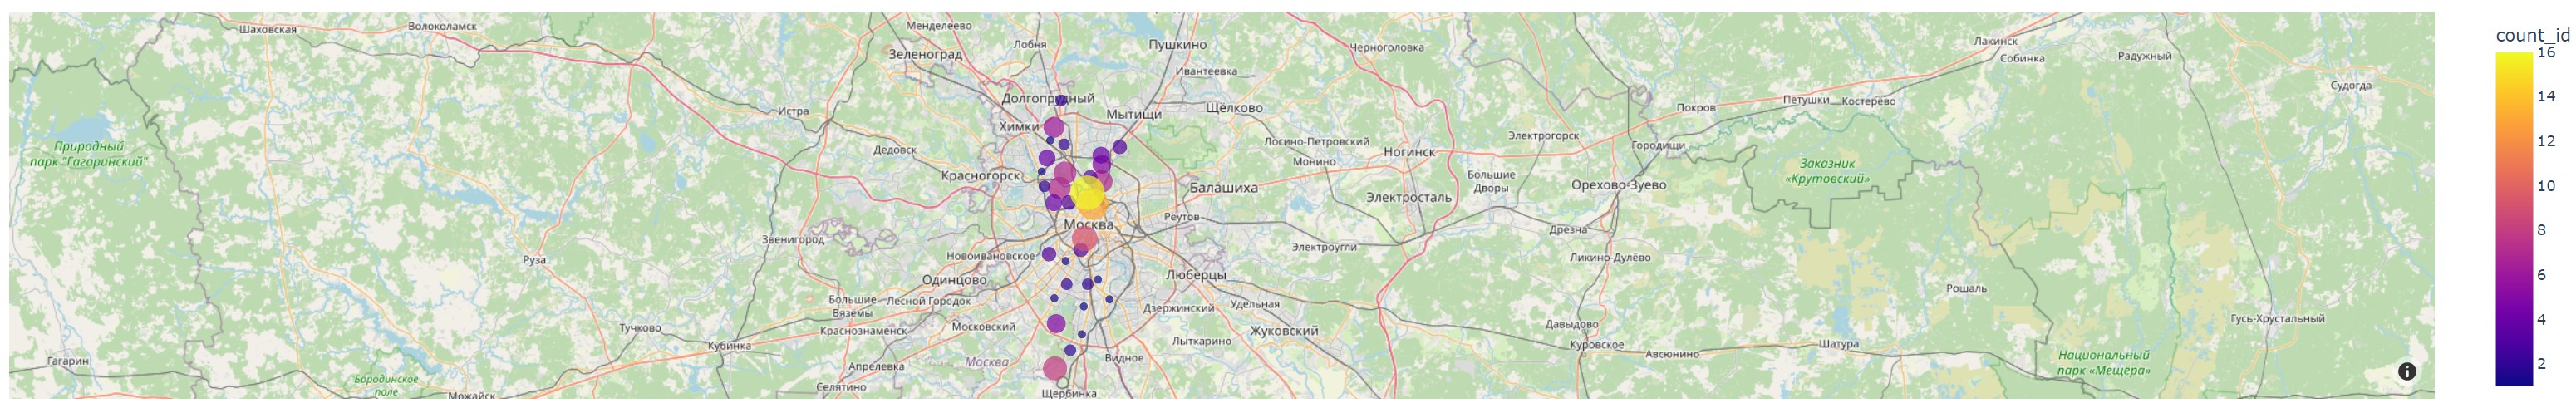 Шаховская
Волоколамск
Менделеево
Лобня
Пушкино
Черноголовка
Лакинск
Радужный
Зеленоград
Собинка
Ивантеевка
Судогда
Истра
Долгопрудный
Щёлково
Покров
Петушки
Костерёво
Мытищи
Химки
Электрогорск
Лосино-Петровский
Природный
парк "Гагаринский"
Дедовск
Монино
Ногинск
Городищи
Заказник
«Крутовский»
Красногорск
Балашиха
Большие
Дворы
Орехово-Зуево
Электросталь
Реутов
Москва
Звенигород
Дрезна
Электроугли
Руза
Новоивановское
Ликино-Дулёво
Одинцово
Люберцы
Рошаль
Большие
Вяземы
Лесной Городок
Дзержинский
Удельная
Гусь-Хрустальный
Тучково
Краснознаменск
Московский
Жуковский
Давыдово
Кубинка
Лыткарино
Куровское
Шатура
Авсюнино
Гагарин
Апрелевка
Москва
Видное
Национальный
парк «Мещера»
Бородинское
поле
Селятино
Можайск
Щербинка
count_id
16
14
12
10
8
6
4
2